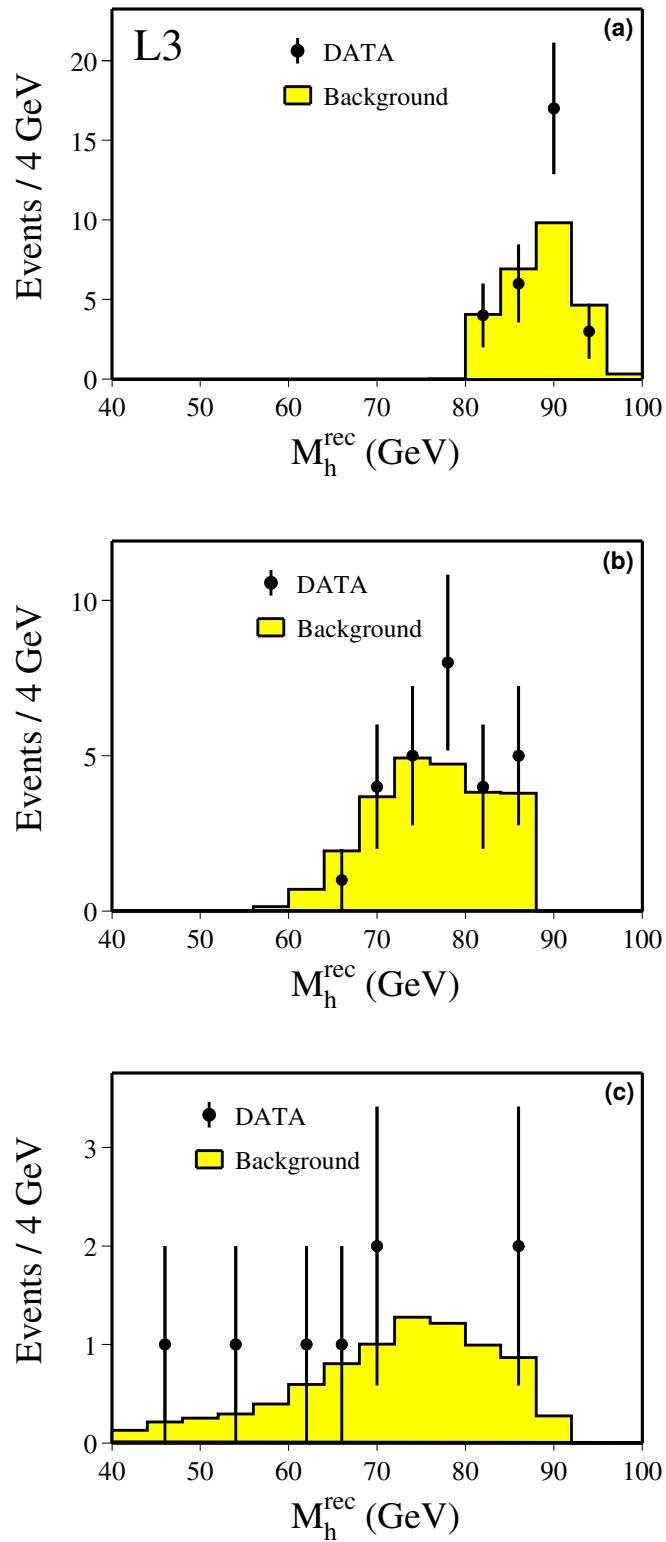 (a)
L3
DATA
Background
Events / 4 GeV
20
15
10
5
0
40 50 60 70 80 90 100
M_h^rec (GeV)
(b)
DATA
Background
Events / 4 GeV
10
5
0
40 50 60 70 80 90 100
M_h^rec (GeV)
(c)
DATA
Background
Events / 4 GeV
3
2
1
0
40 50 60 70 80 90 100
M_h^rec (GeV)